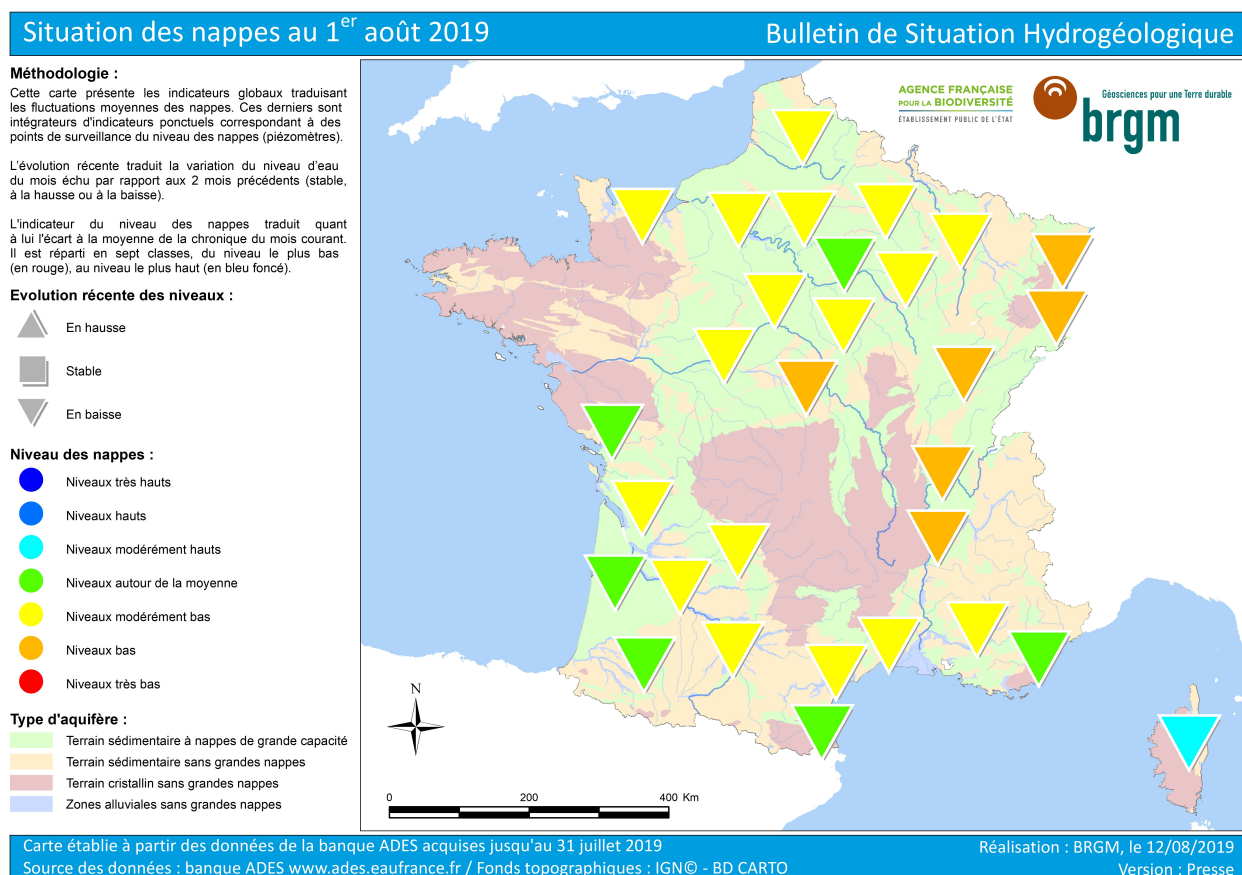 Situation des nappes au 1er août 2019
Bulletin de Situation Hydrogéologique
Méthodologie :
Cette carte présente les indicateurs globaux traduisant
les fluctuations moyennes des nappes. Ces derniers sont
intégrateurs d'indicateurs ponctuels correspondant à des
points de surveillance du niveau des nappes (piézomètres).
L'évolution récente traduit la variation du niveau d'eau
du mois échu par rapport aux 2 mois précédents (stable,
à la hausse ou à la baisse).
L'indicateur du niveau des nappes traduit quant
à lui l'écart à la moyenne de la chronique du mois courant.
Il est réparti en sept classes, du niveau le plus bas
(en rouge), au niveau le plus haut (en bleu foncé).
Evolution récente des niveaux :
En hausse
Stable
En baisse
Niveau des nappes :
Niveaux très hauts
Niveaux hauts
Niveaux modérément hauts
Niveaux autour de la moyenne
Niveaux modérément bas
Niveaux bas
Niveaux très bas
Type d'aquifère :
Terrain sédimentaire à nappes de grande capacité
Terrain sédimentaire sans grandes nappes
Terrain cristallin sans grandes nappes
Zones alluviales sans grandes nappes
AGENCE FRANÇAISE
POUR LA BIODIVERSITÉ
ÉTABLISSEMENT PUBLIC DE L'ÉTAT
Géosciences pour une Terre durable
brgm
N
0 200 400 Km
Carte établie à partir des données de la banque ADES acquises jusqu'au 31 juillet 2019
Source des données : banque ADES www.ades.eaufrance.fr / Fonds topographiques : IGN© - BD CARTO
Réalisation : BRGM, le 12/08/2019
Version : Presse